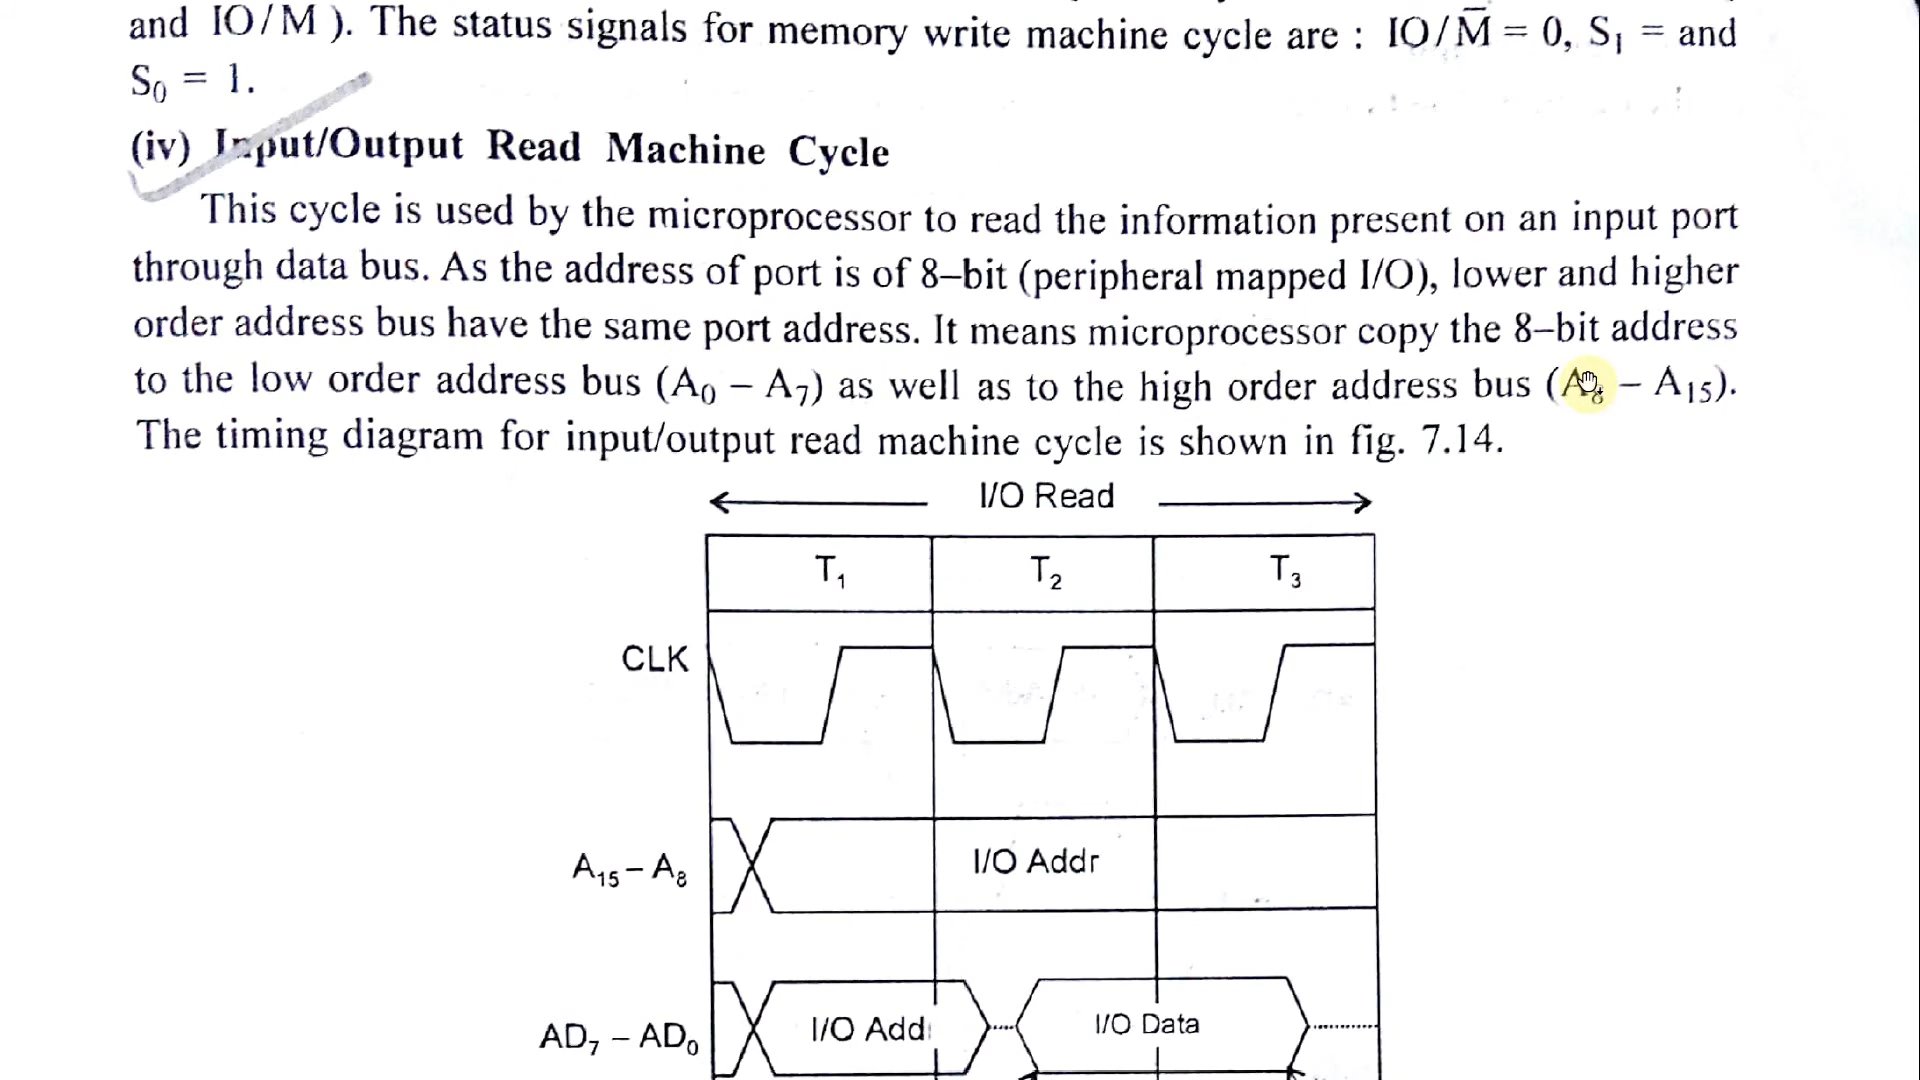 and IO/M ). The status signals for memory write machine cycle are : IO/M̅ = 0, S₁ = and
S₀ = 1.
(iv) Input/Output Read Machine Cycle
This cycle is used by the microprocessor to read the information present on an input port
through data bus. As the address of port is of 8–bit (peripheral mapped I/O), lower and higher
order address bus have the same port address. It means microprocessor copy the 8–bit address
to the low order address bus (A₀ – A₇) as well as to the high order address bus (A₈ – A₁₅).
The timing diagram for input/output read machine cycle is shown in fig. 7.14.
I/O Read
T₁ T₂ T₃
CLK
A₁₅ – A₈ I/O Addr
AD₇ – AD₀ I/O Add I/O Data